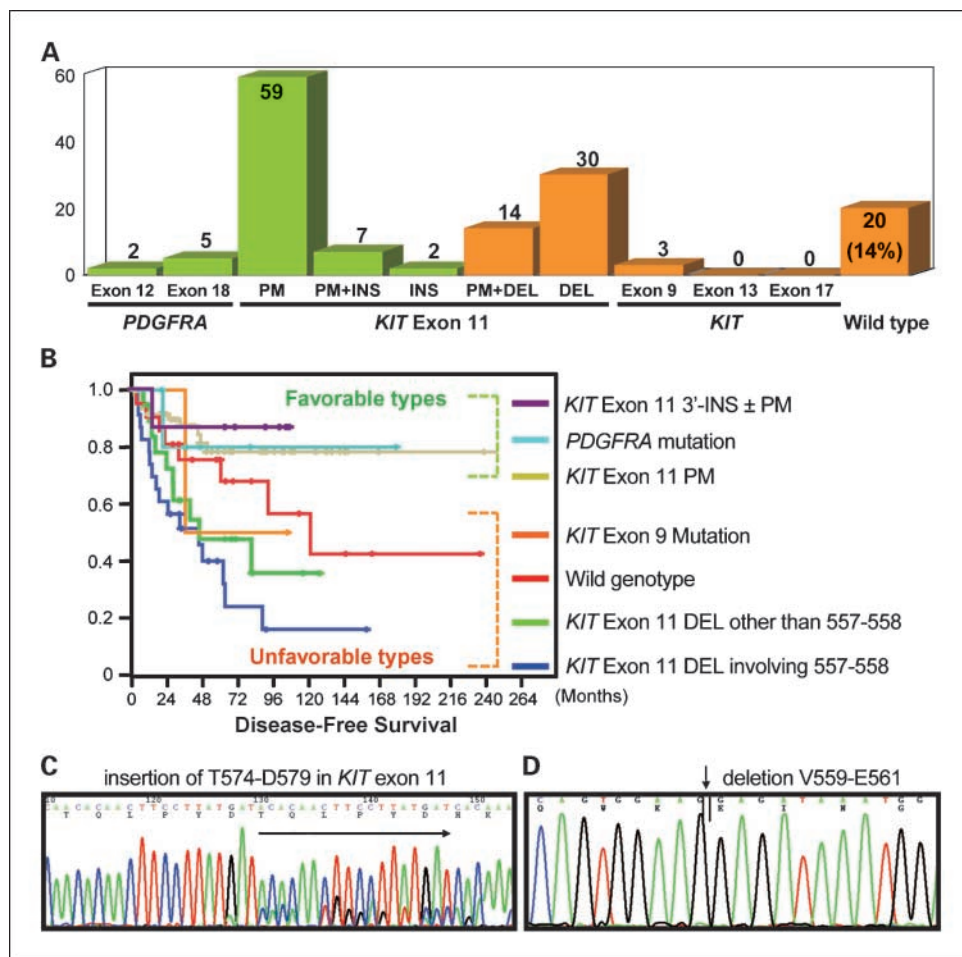 A
60
40
20
0
2
5
59
7
2
14
30
3
0
0
20
(14%)
Exon 12 Exon 18 PM PM+INS INS PM+DEL DEL Exon 9 Exon 13 Exon 17
PDGFRA KIT Exon 11 KIT Wild type
B
1.0
0.8
0.6
0.4
0.2
0
Favorable types
Unfavorable types
KIT Exon 11 3'-INS ± PM
PDGFRA mutation
KIT Exon 11 PM
KIT Exon 9 Mutation
Wild genotype
KIT Exon 11 DEL other than 557-558
KIT Exon 11 DEL involving 557-558
0 24 48 72 96 120 144 168 192 216 240 264 (Months)
Disease-Free Survival
C insertion of T574-D579 in KIT exon 11
120 130 140 150
T Q L P Y D T Q L P Y D H K
D deletion V559-E561
C A G T G G A A G G A G A T A A A T G G